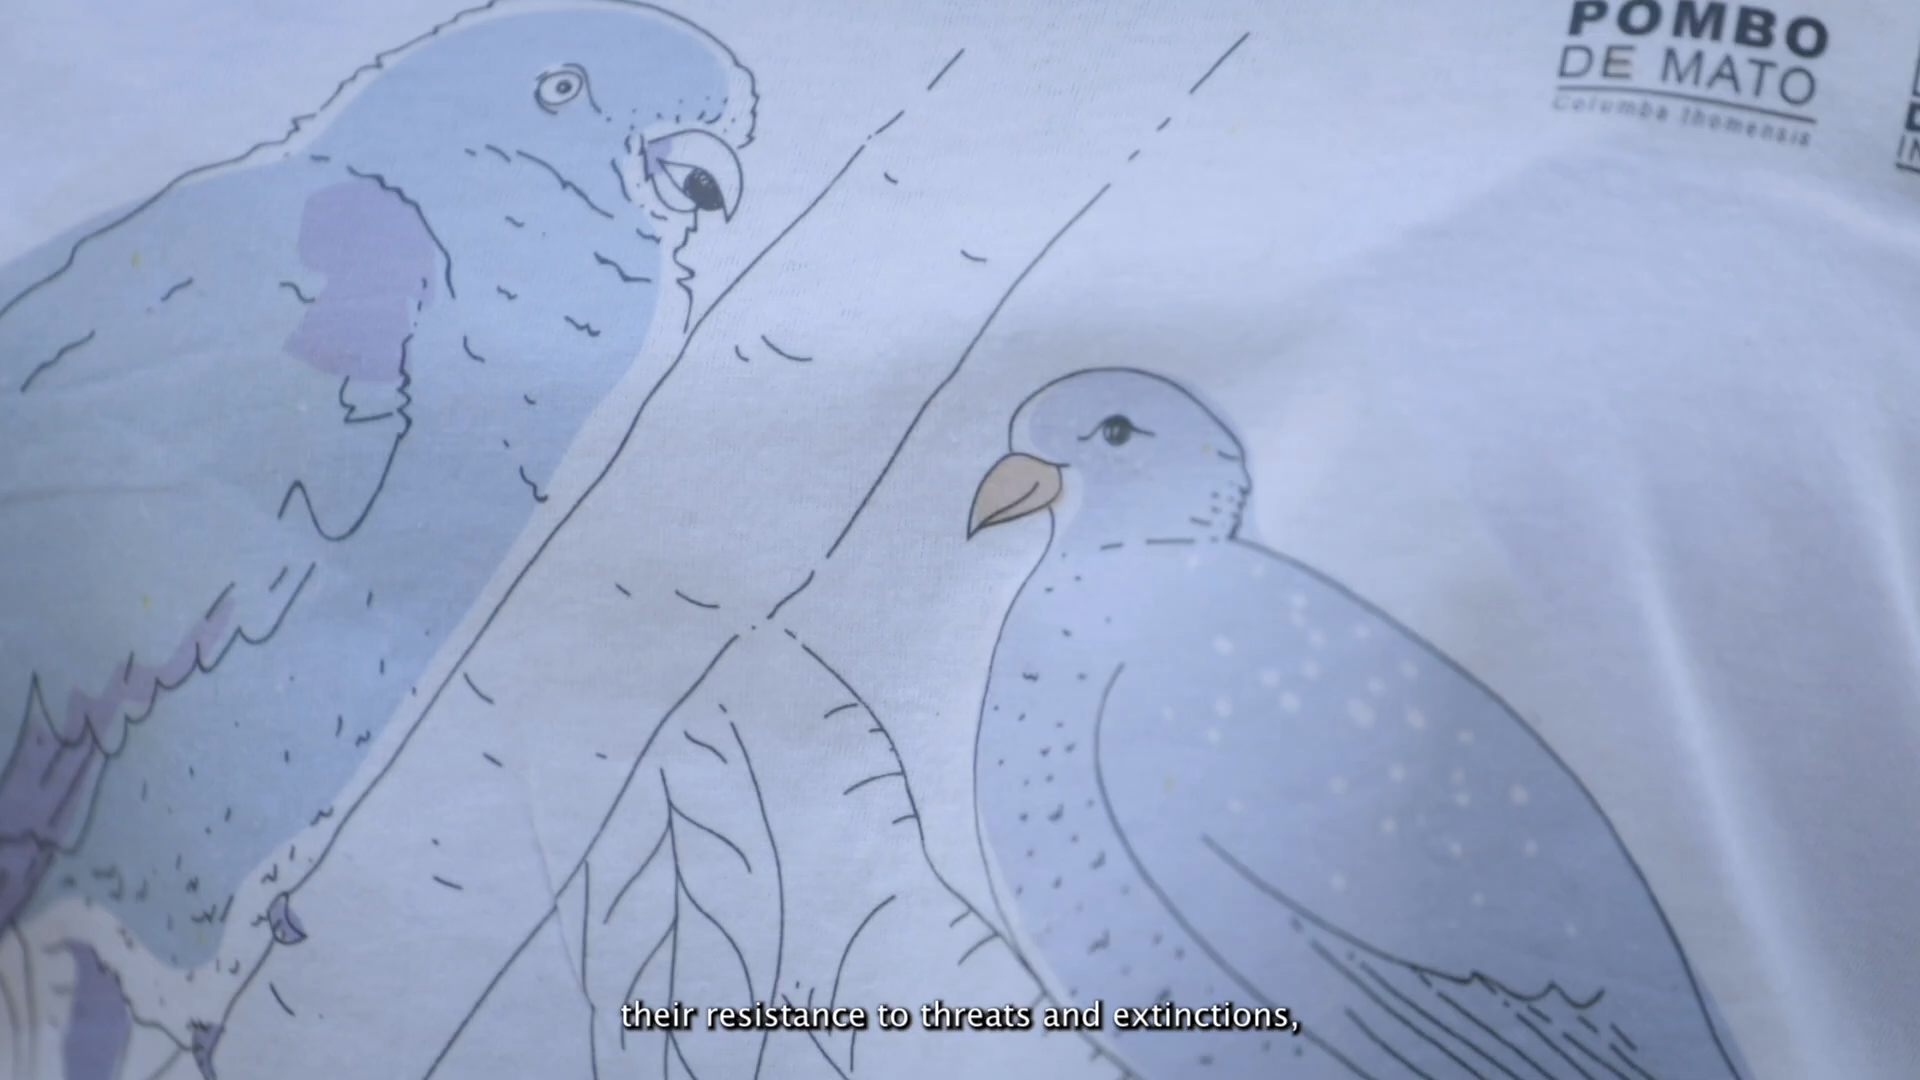 POMBO
DE MATO
Columba thomensis
their resistance to threats and extinctions,